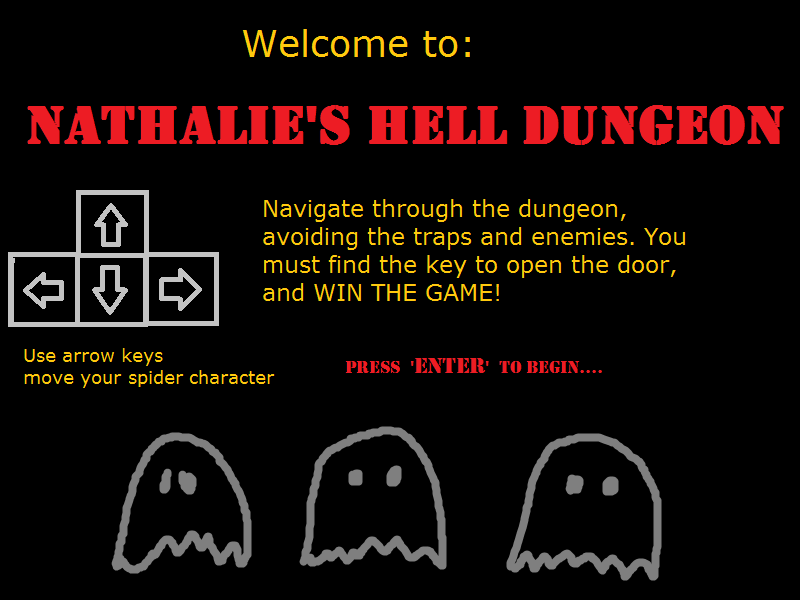 Welcome to:
NATHALIE'S HELL DUNGEON
Navigate through the dungeon,
avoiding the traps and enemies. You
must find the key to open the door,
and WIN THE GAME!
Use arrow keys
move your spider character
PRESS 'ENTER' TO BEGIN....